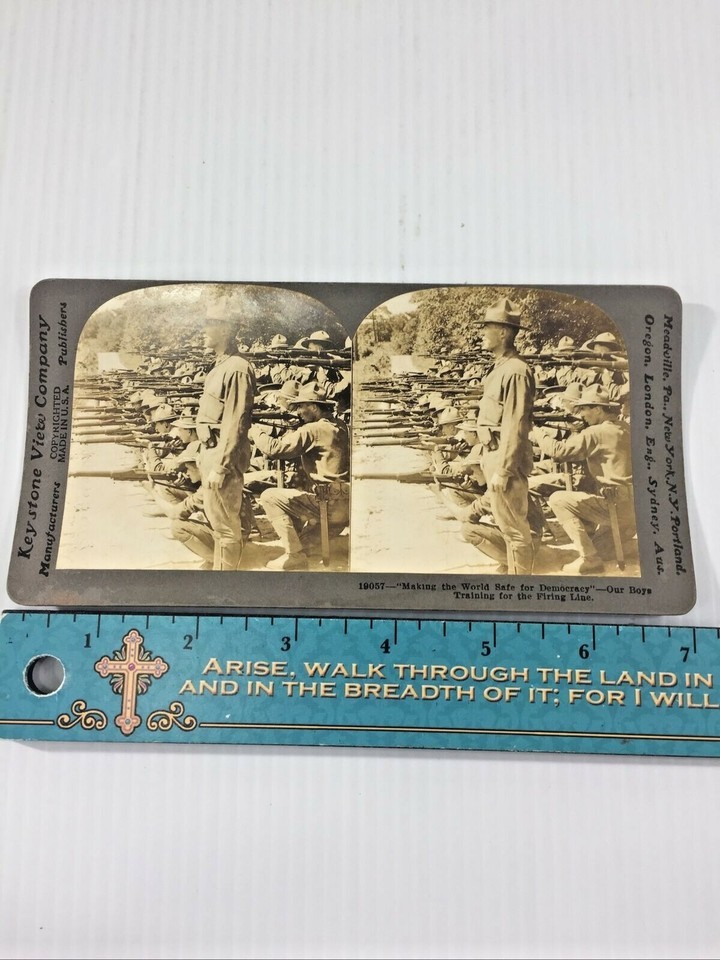 Keystone View Company
Manufacturers Publishers
COPYRIGHTED
MADE IN U.S.A.
Meadville, Pa., New York, N.Y. Portland,
Oregon, London, Eng., Sydney, Aus.
19057—"Making the World Safe for Democracy"—Our Boys
Training for the Firing Line.
1 2 3 4 5 6 7
ARISE, WALK THROUGH THE LAND IN
AND IN THE BREADTH OF IT; FOR I WILL